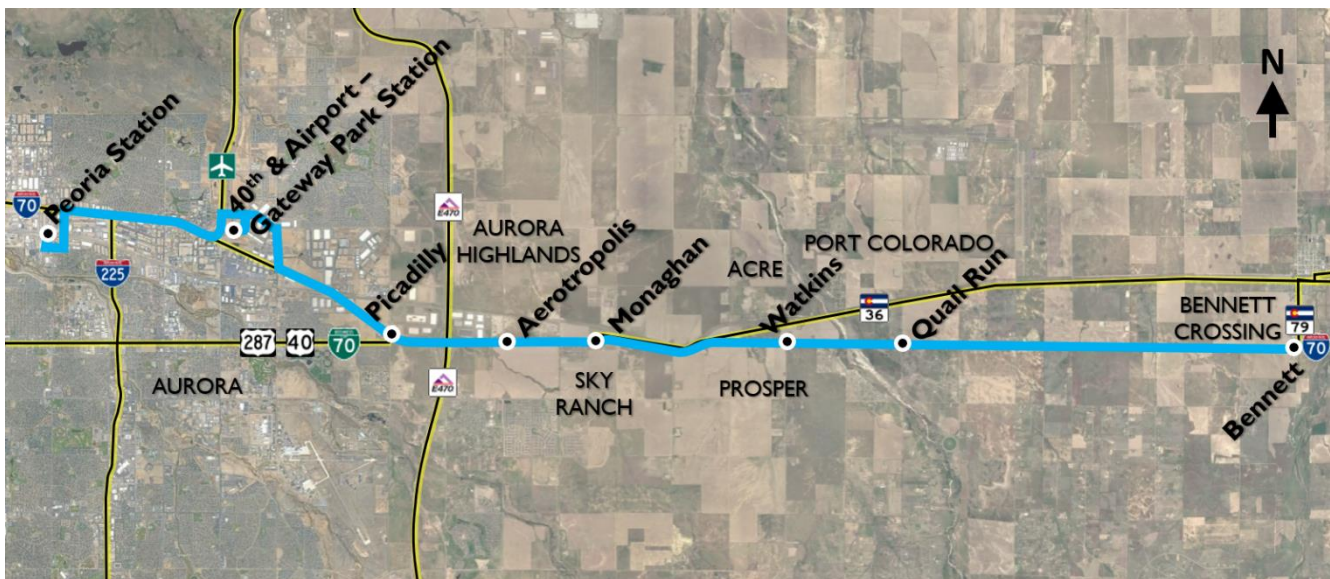 N
Peoria Station
40th & Airport –
Gateway Park Station
70
E470
AURORA
HIGHLANDS
PORT COLORADO
ACRE
225
Picadilly
Aerotropolis
Monaghan
Watkins
36
Quail Run
BENNETT
CROSSING
79
287
40
70
70
E470
AURORA
SKY
RANCH
PROSPER
Bennett